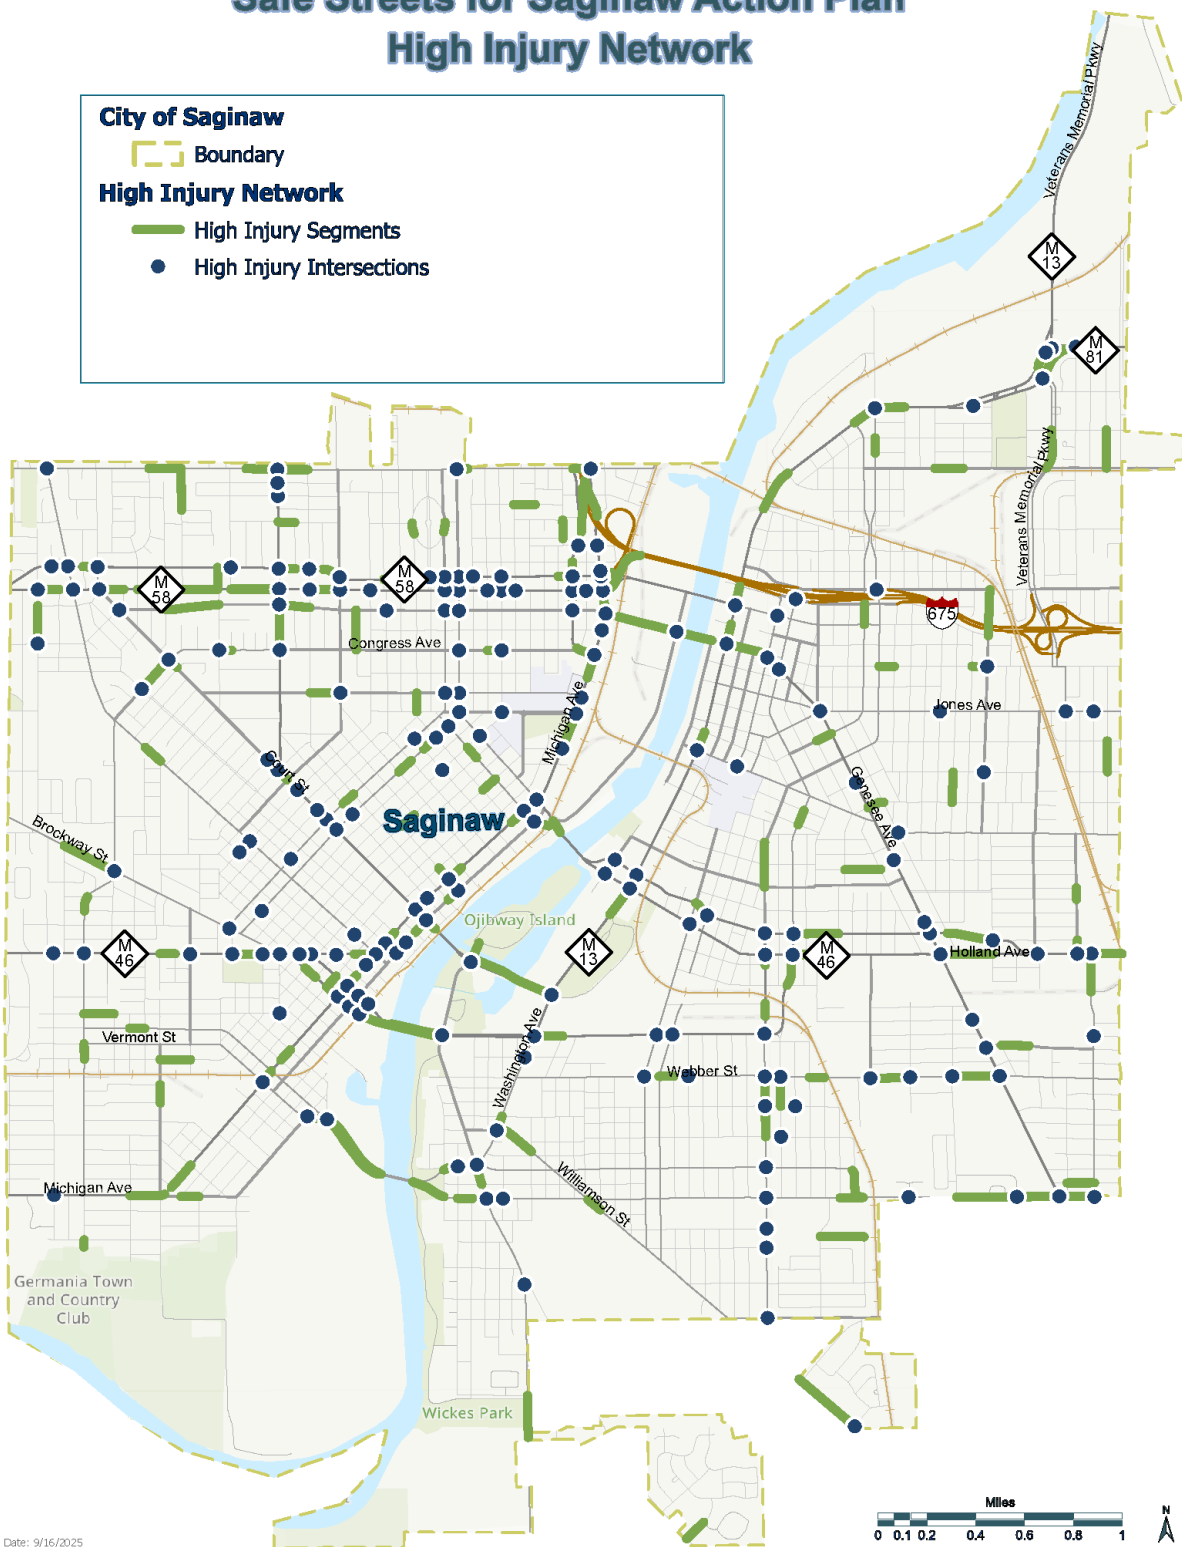 Safe Streets for Saginaw Action Plan
High Injury Network
City of Saginaw
Boundary
High Injury Network
High Injury Segments
High Injury Intersections
Veterans Memorial Pkwy
M
13
M
81
Veterans Memorial Pkwy
M
58
M
58
675
Congress Ave
Michigan Ave
Jones Ave
Court St
Genesee Ave
Saginaw
Brockway St
Ojibway Island
M
46
M
13
M
46
Holland Ave
Vermont St
Washington Ave
Webber St
Williamson St
Michigan Ave
Germania Town
and Country
Club
Wickes Park
Miles
0 0.1 0.2 0.4 0.6 0.8 1
N
Date: 9/16/2025